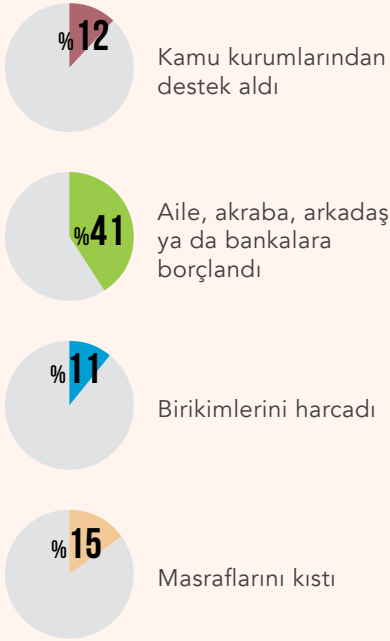 %12
Kamu kurumlarından
destek aldı
%41
Aile, akraba, arkadaş
ya da bankalara
borçlandı
%11
Birikimlerini harcadı
%15
Masraflarını kıstı